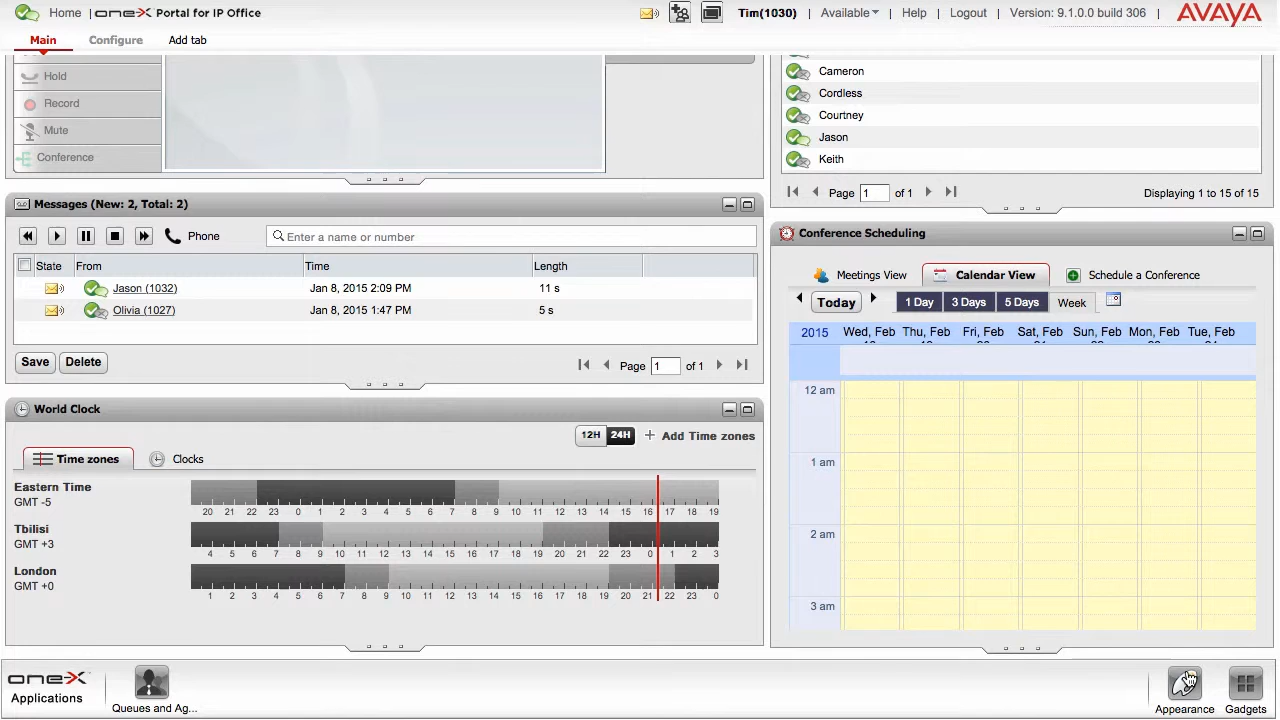 Home | one-X Portal for IP Office
Tim(1030) | Available | Help | Logout | Version: 9.1.0.0 build 306 | AVAYA
Main Configure Add tab
Hold
Record
Mute
Conference
Cameron
Cordless
Courtney
Jason
Keith
Page 1 of 1 Displaying 1 to 15 of 15
Messages (New: 2, Total: 2)
Phone Enter a name or number
State From Time Length
Jason (1032) Jan 8, 2015 2:09 PM 11 s
Olivia (1027) Jan 8, 2015 1:47 PM 5 s
Save Delete Page 1 of 1
Conference Scheduling
Meetings View Calendar View Schedule a Conference
Today 1 Day 3 Days 5 Days Week
2015 Wed, Feb Thu, Feb Fri, Feb Sat, Feb Sun, Feb Mon, Feb Tue, Feb
12 am
1 am
2 am
3 am
World Clock
12H 24H + Add Time zones
Time zones Clocks
Eastern Time
GMT -5
20 21 22 23 0 1 2 3 4 5 6 7 8 9 10 11 12 13 14 15 16 17 18 19
Tbilisi
GMT +3
4 5 6 7 8 9 10 11 12 13 14 15 16 17 18 19 20 21 22 23 0 1 2 3
London
GMT +0
1 2 3 4 5 6 7 8 9 10 11 12 13 14 15 16 17 18 19 20 21 22 23 0
one-X
Applications
Queues and Ag...
Appearance Gadgets